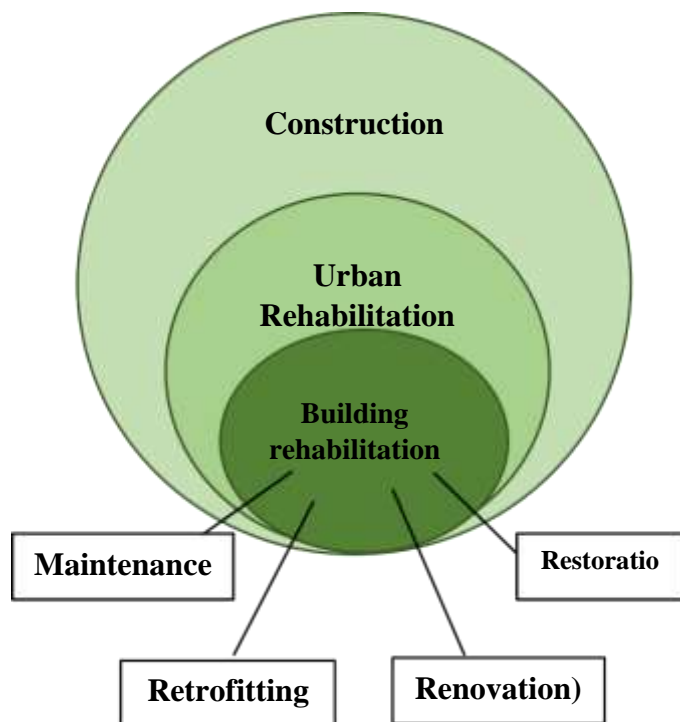 Construction
Urban
Rehabilitation
Building
rehabilitation
Maintenance
Restoratio
Retrofitting
Renovation)